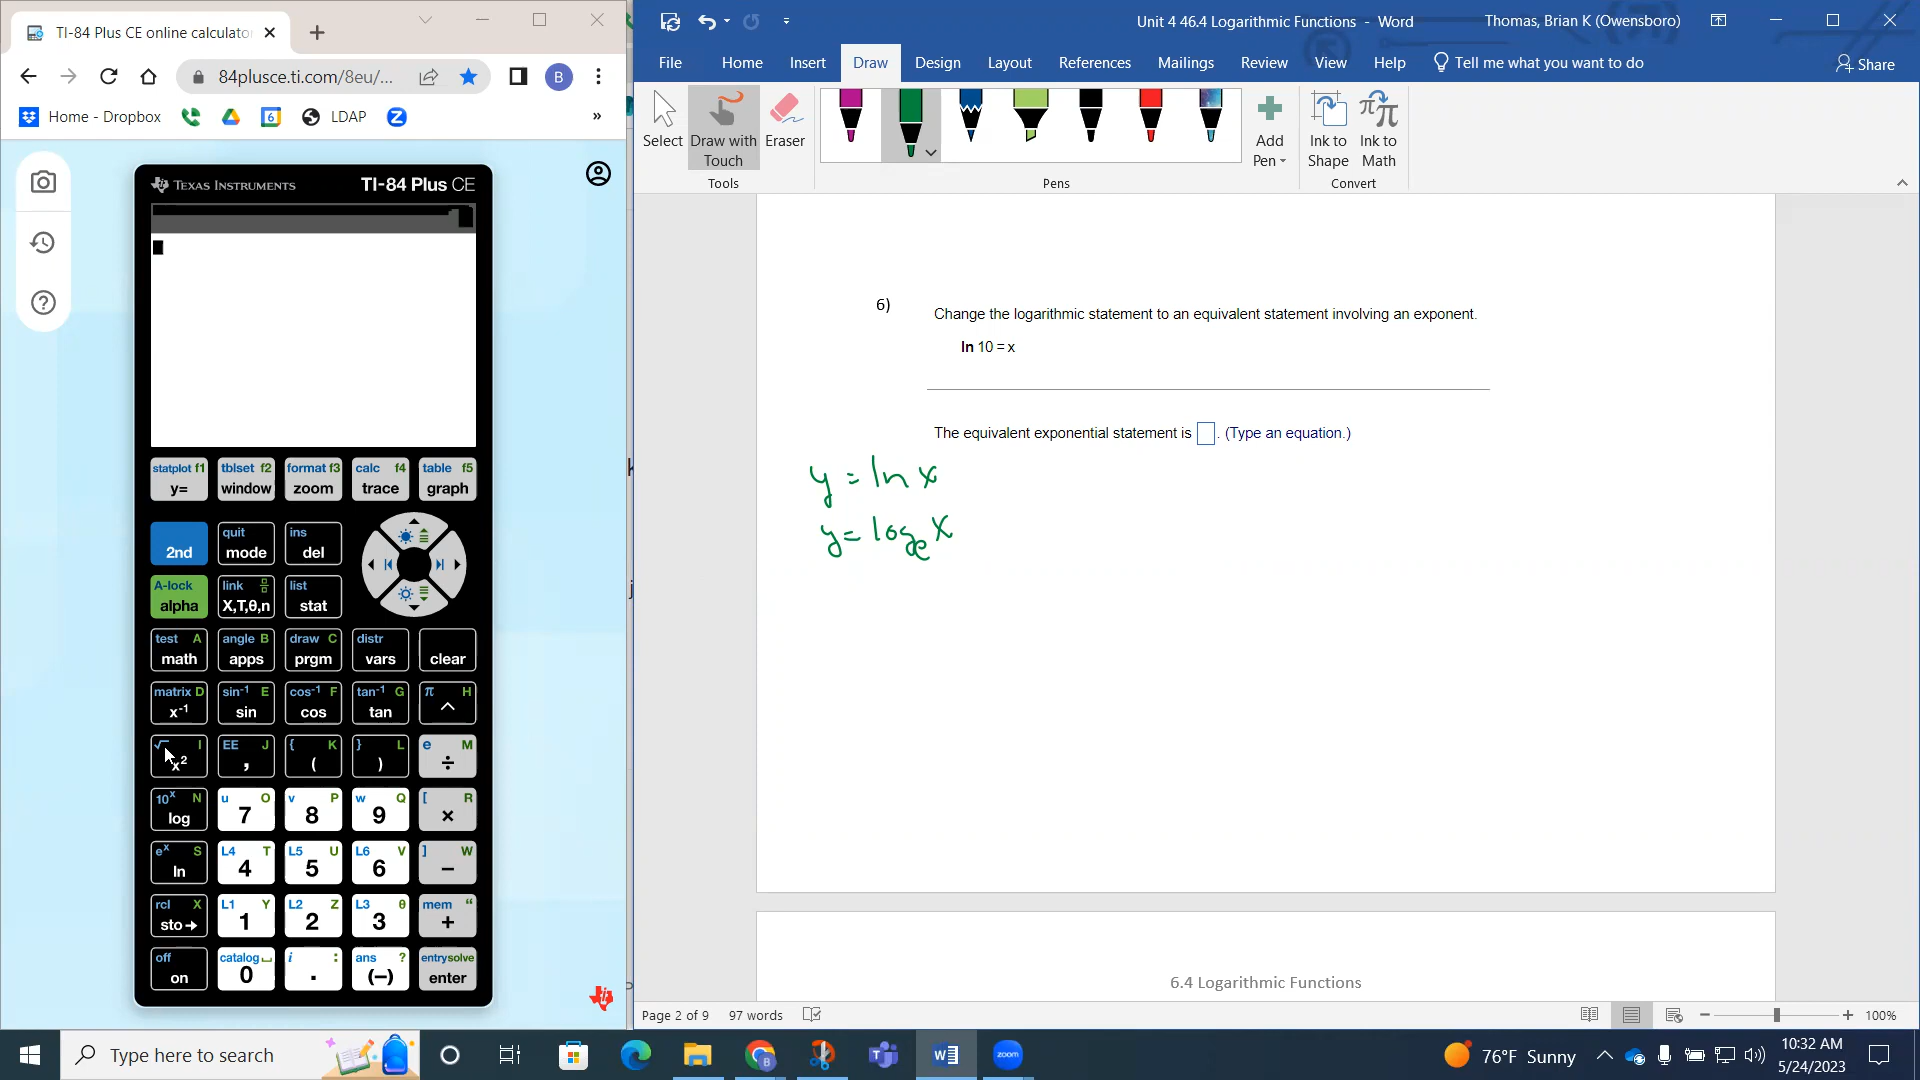 TI-84 Plus CE online calculato
Unit 4 46.4 Logarithmic Functions - Word
Thomas, Brian K (Owensboro)
84plusce.ti.com/8eu/...
B
File Home Insert Draw Design Layout References Mailings Review View Help Tell me what you want to do Share
Home - Dropbox 6 LDAP Z »
Select Draw with Touch Eraser Add Pen Ink to Shape Ink to Math
Tools Pens Convert
TEXAS INSTRUMENTS TI-84 Plus CE
statplot f1 tblset f2 format f3 calc f4 table f5
y= window zoom trace graph
quit ins
2nd mode del
A-lock link list
alpha X,T,θ,n stat
test A angle B draw C distr
math apps prgm vars clear
matrix D sin⁻¹ E cos⁻¹ F tan⁻¹ G π H
x⁻¹ sin cos tan ^
√ I EE J { K } L e M
x² , ( ) ÷
10ˣ N u O v P w Q [ R
log 7 8 9 ×
eˣ S L4 T L5 U L6 V ] W
ln 4 5 6 −
rcl X L1 Y L2 Z L3 θ mem “
sto→ 1 2 3 +
off catalog i : ans ? entry solve
on 0 . (−) enter
6)
Change the logarithmic statement to an equivalent statement involving an exponent.
ln 10 = x
The equivalent exponential statement is . (Type an equation.)
y = ln x
y = logₑ x
6.4 Logarithmic Functions
Page 2 of 9 97 words 100%
Type here to search
zoom
76°F Sunny
10:32 AM
5/24/2023